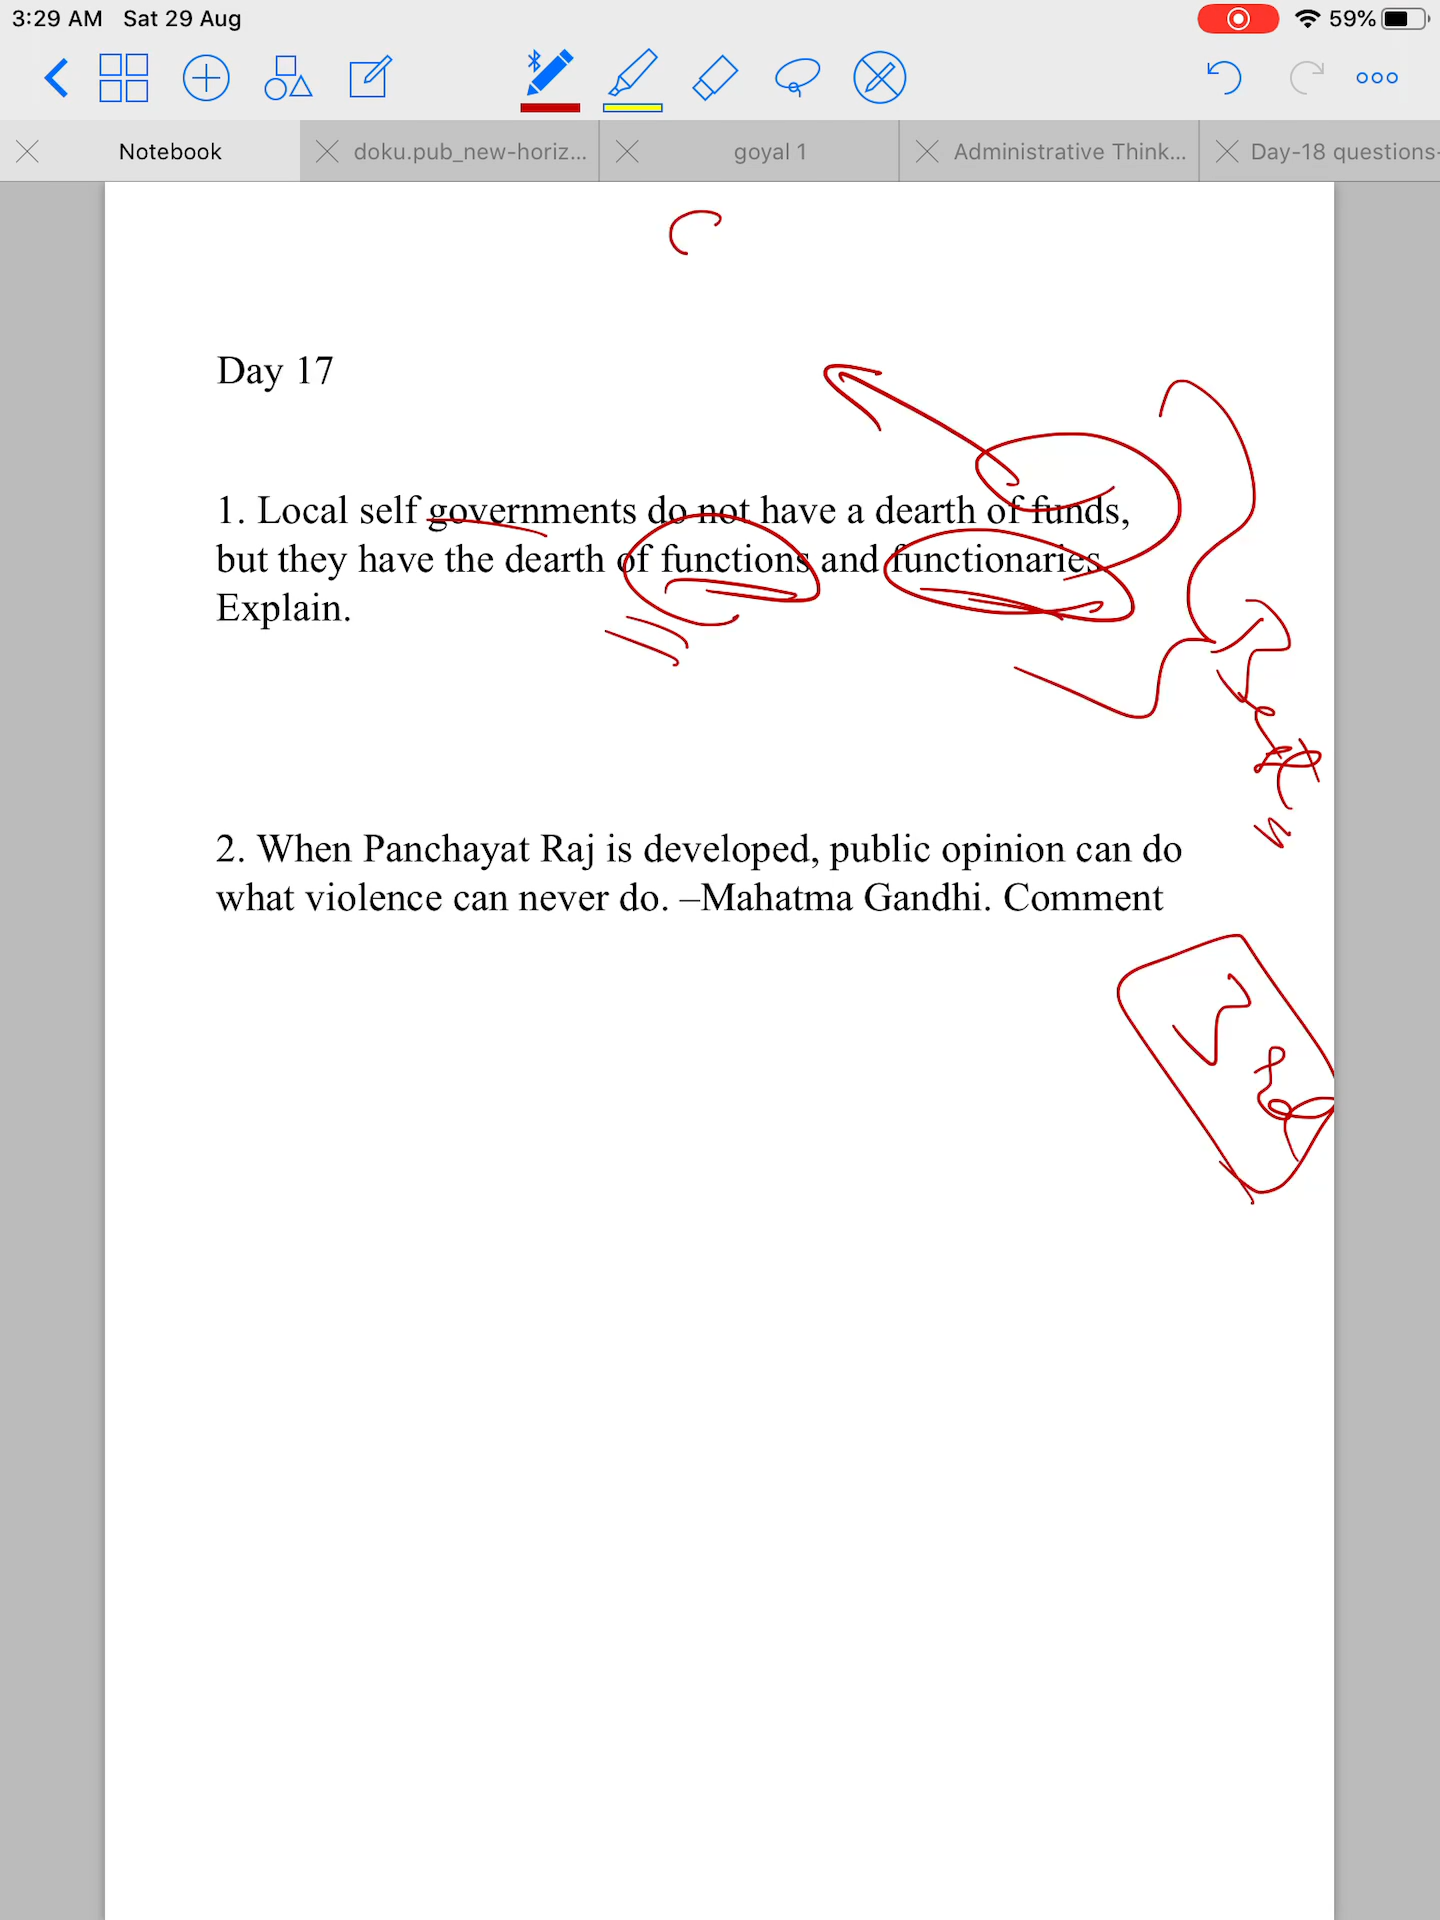 3:29 AM Sat 29 Aug 59%
Notebook doku.pub_new-horiz... goyal 1 Administrative Think... Day-18 questions-
Day 17
1. Local self governments do not have a dearth of funds,
but they have the dearth of functions and functionaries.
Explain.
2. When Panchayat Raj is developed, public opinion can do
what violence can never do. –Mahatma Gandhi. Comment